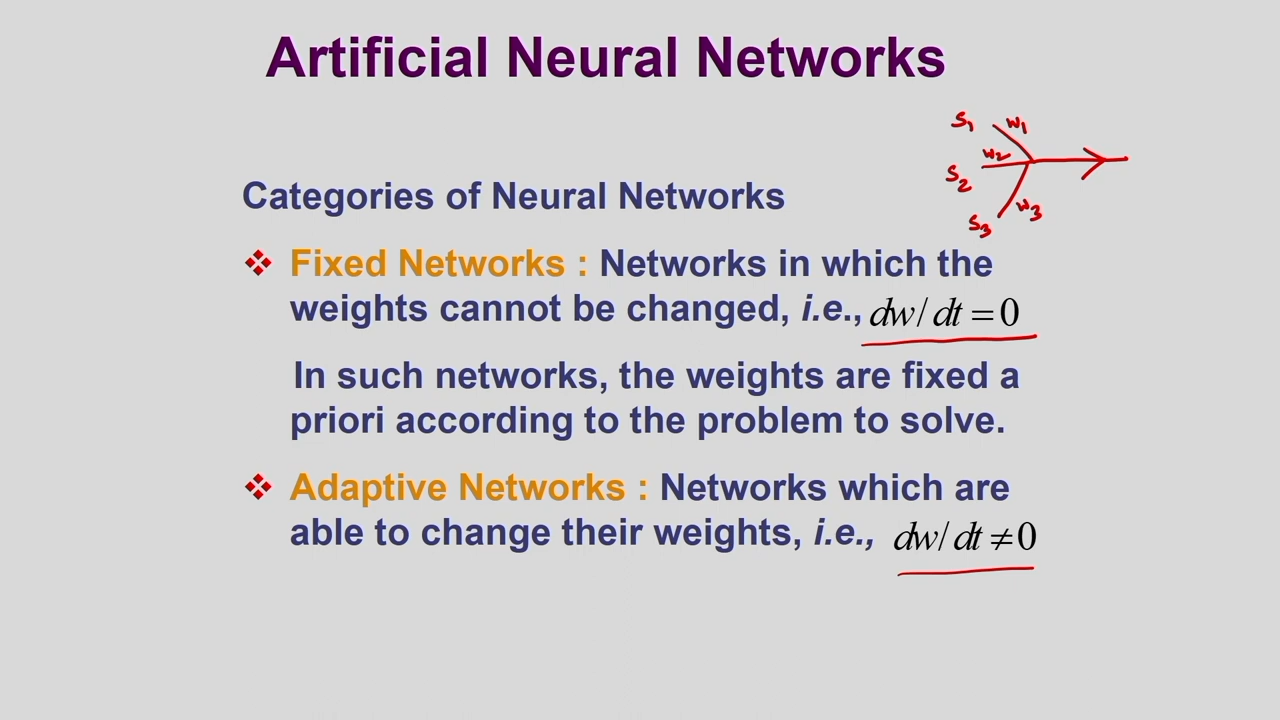 Artificial Neural Networks
S1 W1
W2
S2
W3
S3
Categories of Neural Networks
❖ Fixed Networks : Networks in which the
weights cannot be changed, i.e., dw/dt = 0
In such networks, the weights are fixed a
priori according to the problem to solve.
❖ Adaptive Networks : Networks which are
able to change their weights, i.e., dw/dt ≠ 0